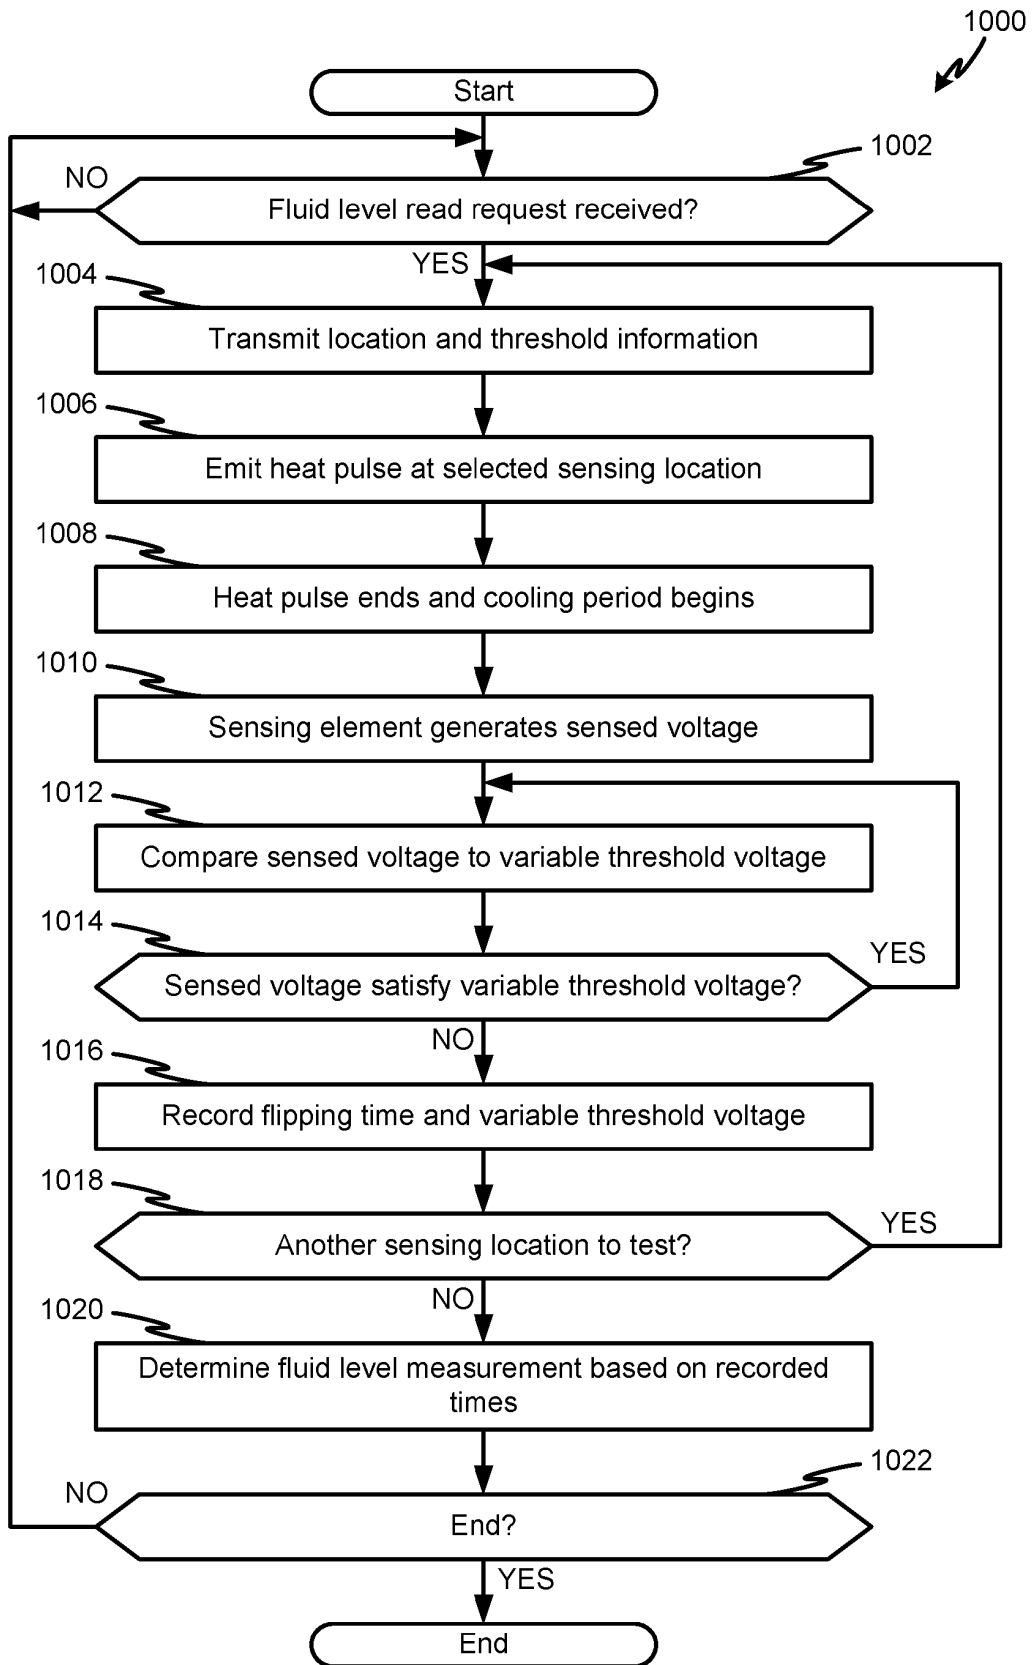 1000
Start
1002
NO
Fluid level read request received?
YES
1004
Transmit location and threshold information
1006
Emit heat pulse at selected sensing location
1008
Heat pulse ends and cooling period begins
1010
Sensing element generates sensed voltage
1012
Compare sensed voltage to variable threshold voltage
1014
YES
Sensed voltage satisfy variable threshold voltage?
NO
1016
Record flipping time and variable threshold voltage
1018
YES
Another sensing location to test?
NO
1020
Determine fluid level measurement based on recorded
times
1022
NO
End?
YES
End